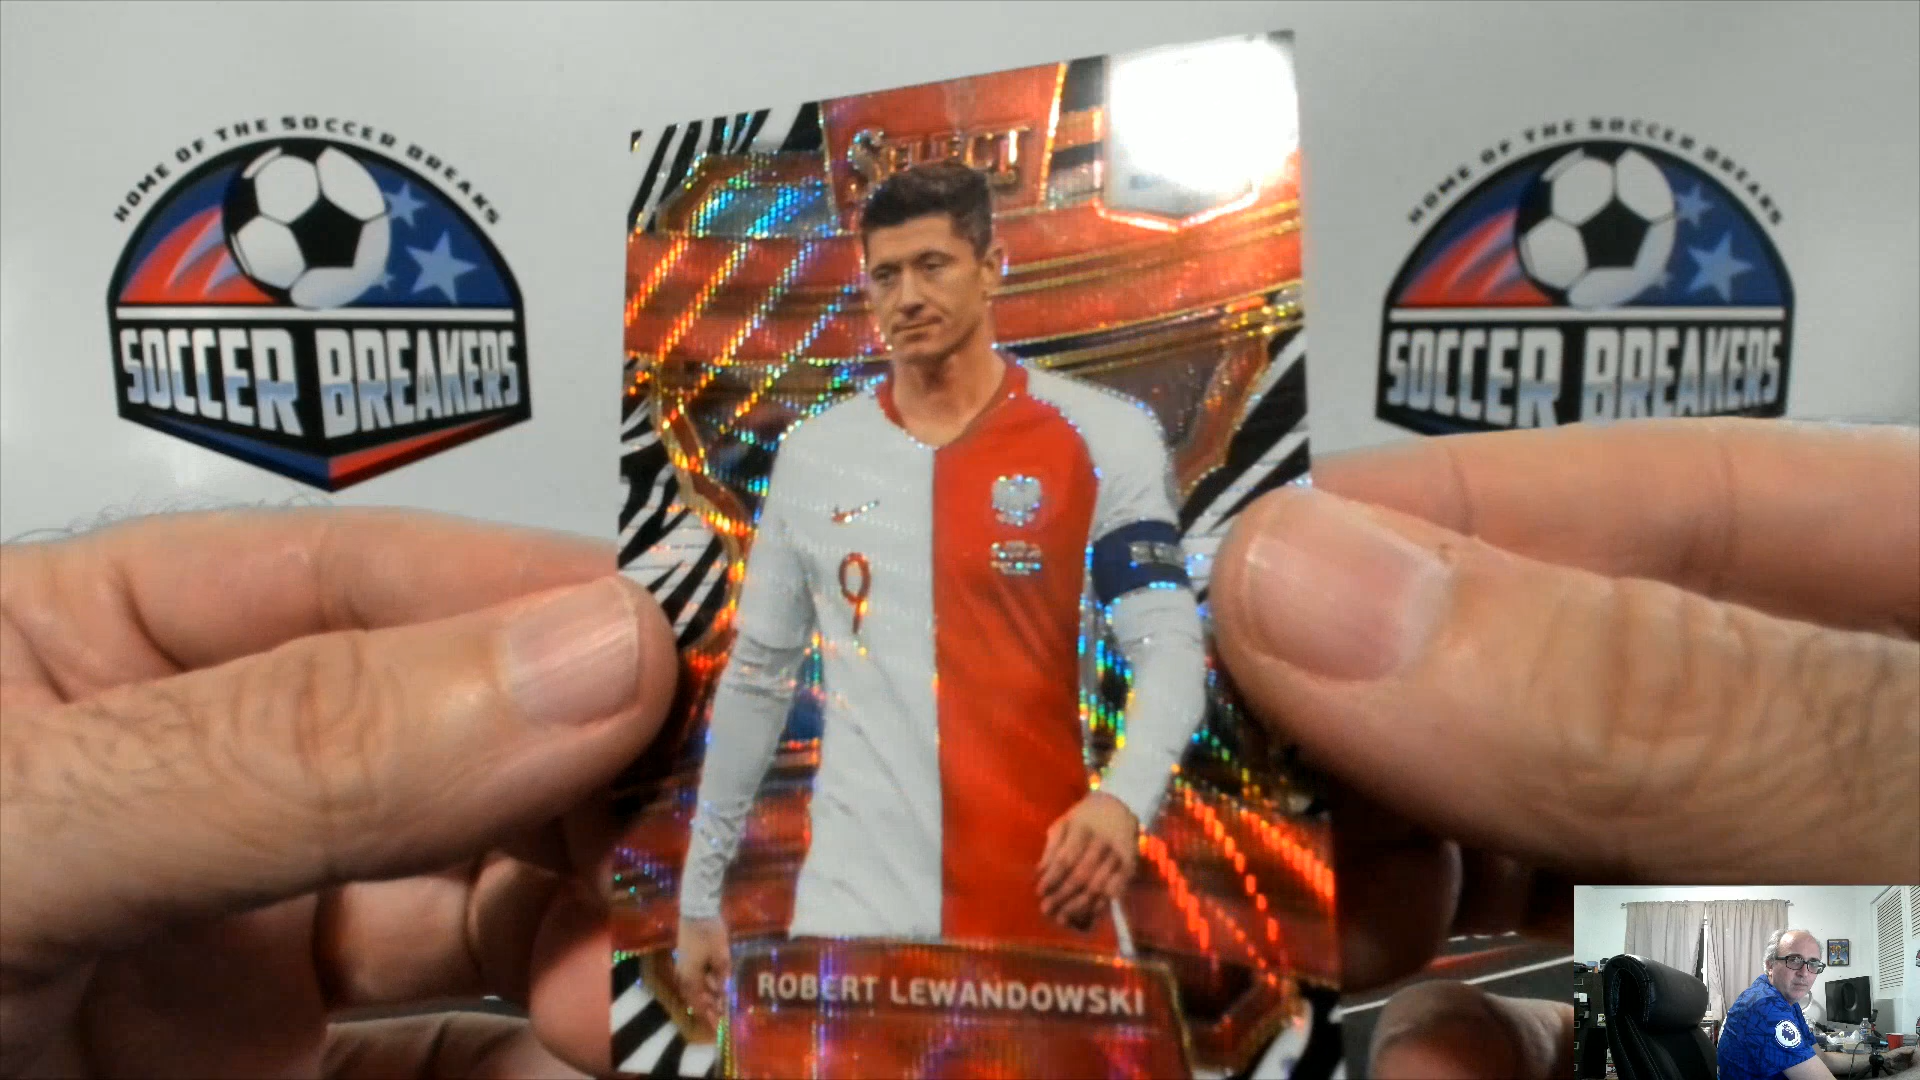 HOME OF THE SOCCER BREAKS
SOCCER BREAKERS
SELECT
9
ROBERT LEWANDOWSKI
HOME OF THE SOCCER BREAKS
SOCCER BREAKERS